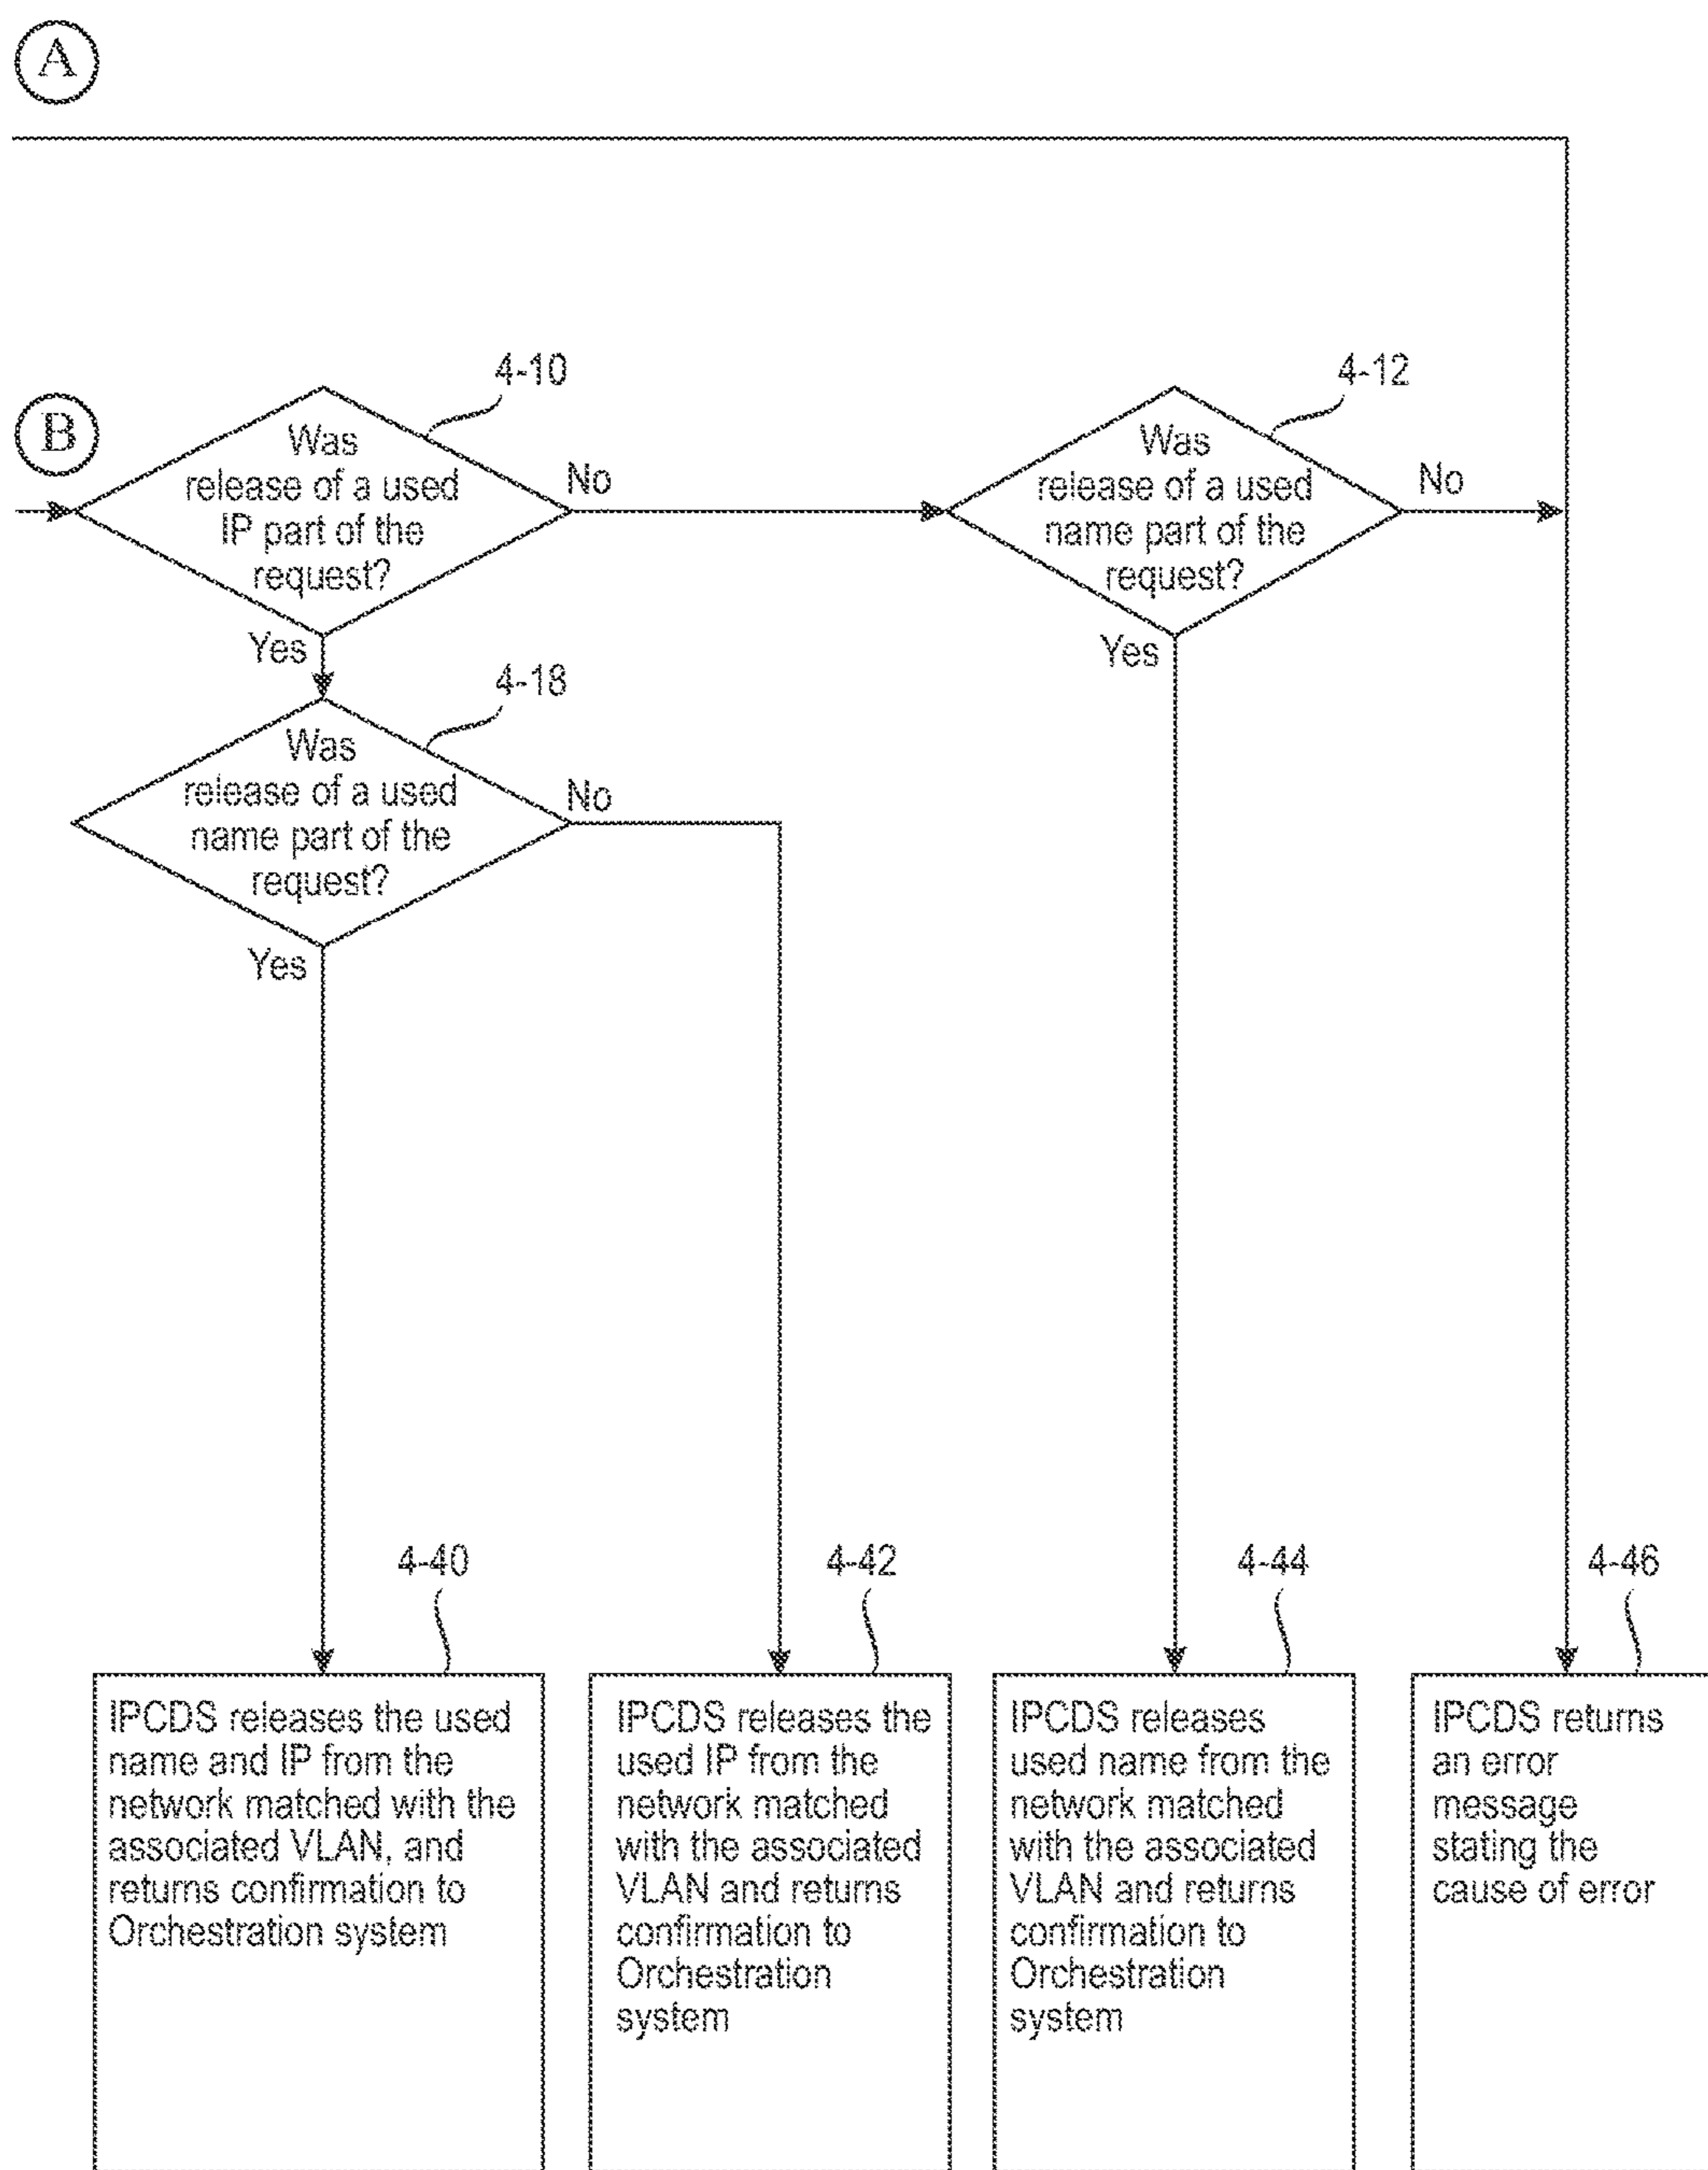 A
4-10
4-12
B
Was
release of a used
IP part of the
request?
No
Was
release of a used
name part of the
request?
No
Yes
Yes
4-18
Was
release of a used
name part of the
request?
No
Yes
4-40
4-42
4-44
4-46
IPCDS releases the used
name and IP from the
network matched with the
associated VLAN, and
returns confirmation to
Orchestration system
IPCDS releases the
used IP from the
network matched
with the associated
VLAN and returns
confirmation to
Orchestration
system
IPCDS releases
used name from the
network matched
with the associated
VLAN and returns
confirmation to
Orchestration
system
IPCDS returns
an error
message
stating the
cause of error